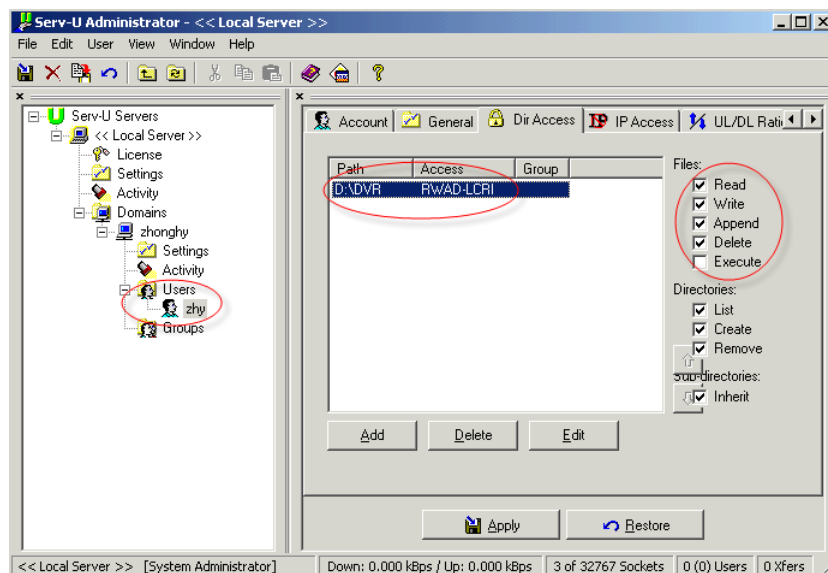 Serv-U Administrator - << Local Server >>
File Edit User View Window Help
Serv-U Servers
<< Local Server >>
License
Settings
Activity
Domains
zhonghy
Settings
Activity
Users
zhy
Groups
Account General Dir Access IP Access UL/DL Rati
Path Access Group
D:\DVR RWAD-LCRI
Files:
Read
Write
Append
Delete
Execute
Directories:
List
Create
Remove
Sub-directories:
Inherit
Add Delete Edit
Apply Restore
<< Local Server >> [System Administrator] Down: 0.000 kBps / Up: 0.000 kBps 3 of 32767 Sockets 0 (0) Users 0 Xfers